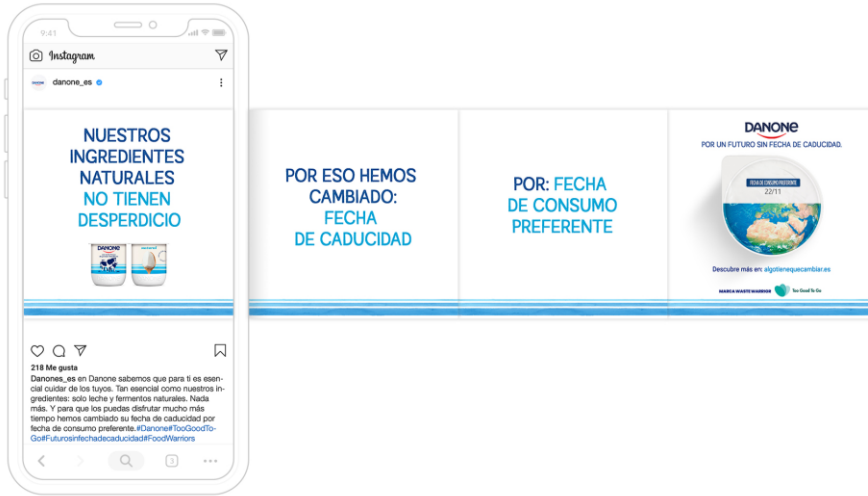 9:41
Instagram
danone_es
NUESTROS
INGREDIENTES
NATURALES
NO TIENEN
DESPERDICIO
DANONE
218 Me gusta
Danones_es en Danone sabemos que para ti es esen-
cial cuidar de los tuyos. Tan esencial como nuestros in-
gredientes: solo leche y fermentos naturales. Nada
más. Y para que los puedas disfrutar mucho más
tiempo hemos cambiado su fecha de caducidad por
fecha de consumo preferente.#Danone#TooGoodTo-
Go#Futurosinfechadecaducidad#FoodWarriors
3
POR ESO HEMOS
CAMBIADO:
FECHA
DE CADUCIDAD
POR: FECHA
DE CONSUMO
PREFERENTE
DANONE
POR UN FUTURO SIN FECHA DE CADUCIDAD.
FECHA DE CONSUMO PREFERENTE
22/11
Descubre más en: algotienequecambiar.es
MARCA WASTE WARRIOR Too Good To Go